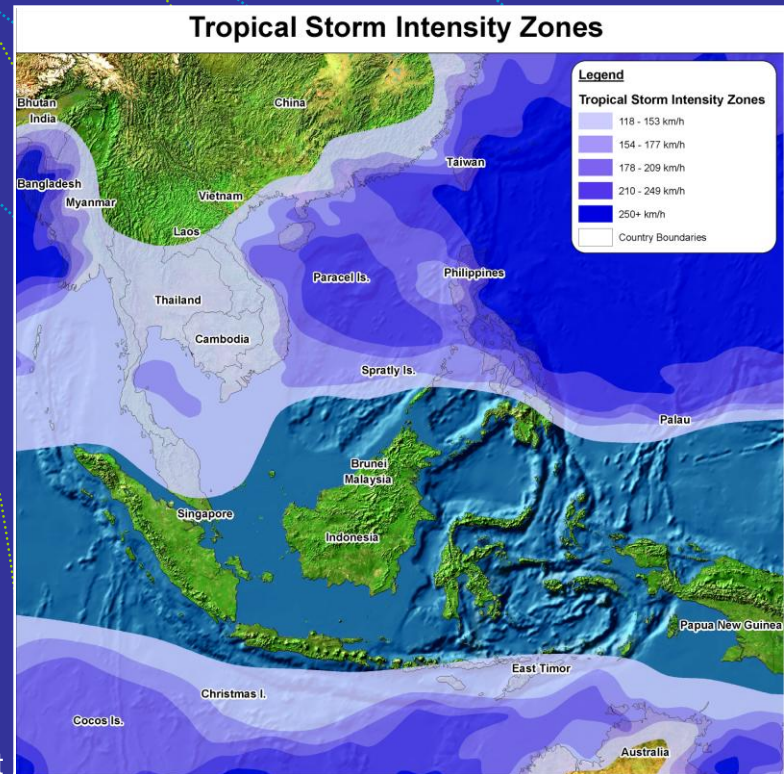 Tropical Storm Intensity Zones
Legend
Tropical Storm Intensity Zones
118 - 153 km/h
154 - 177 km/h
178 - 209 km/h
210 - 249 km/h
250+ km/h
Country Boundaries
Bhutan
India
China
Bangladesh
Myanmar
Vietnam
Taiwan
Laos
Thailand
Paracel Is.
Philippines
Cambodia
Spratly Is.
Palau
Brunei
Malaysia
Singapore
Indonesia
Papua New Guinea
East Timor
Christmas I.
Cocos Is.
Australia